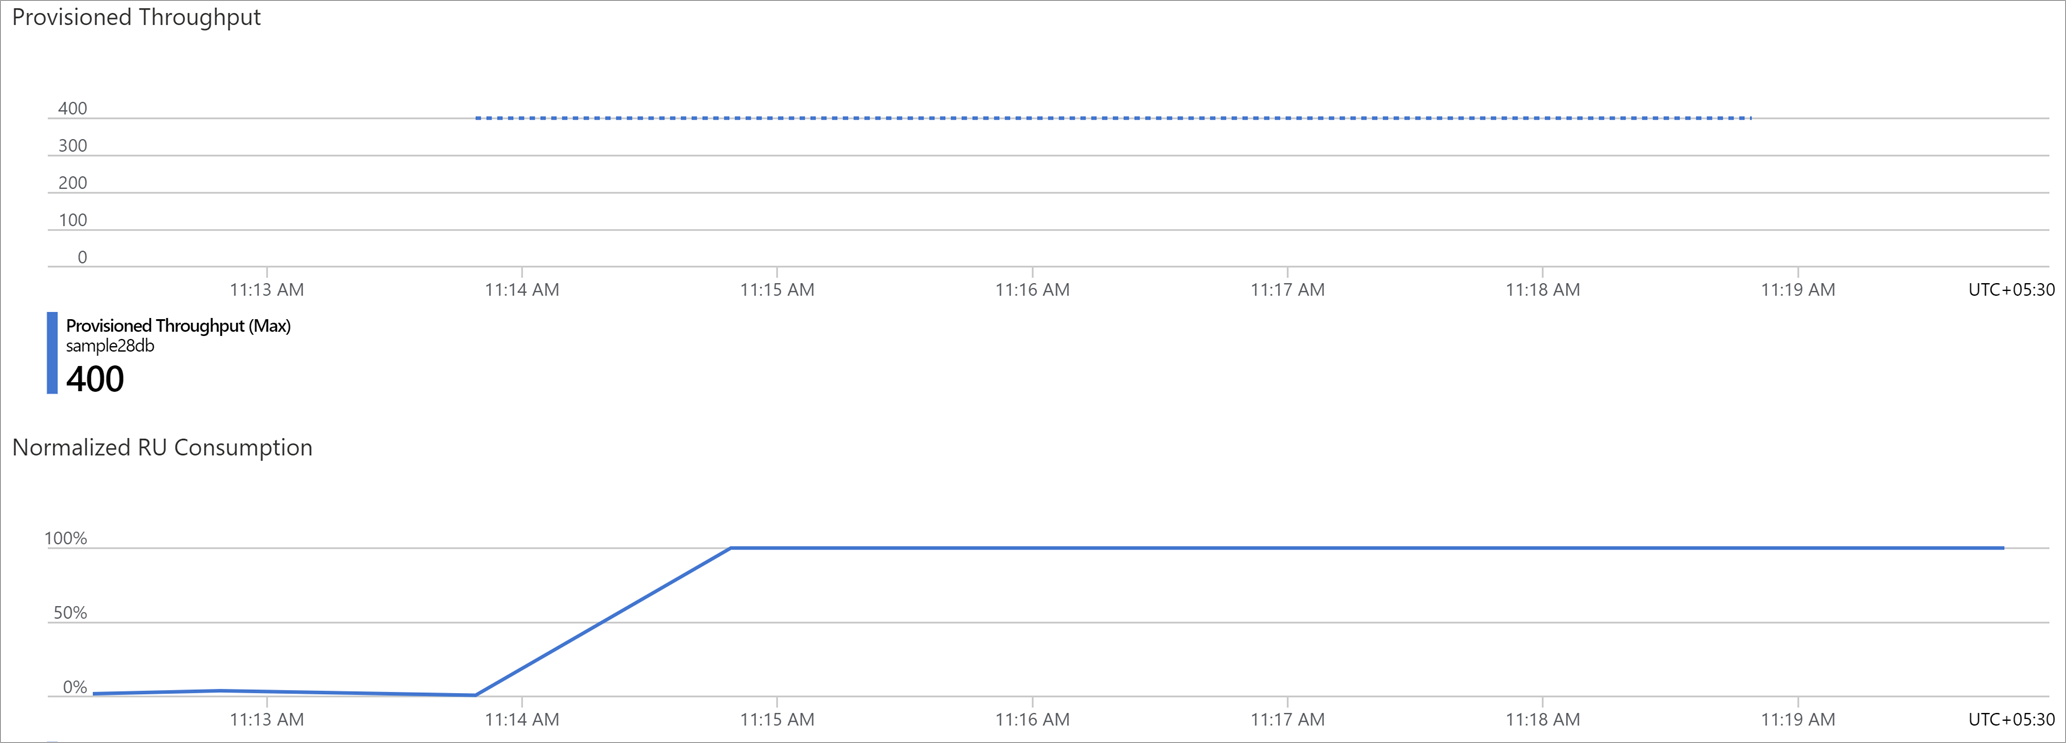 Provisioned Throughput
400
300
200
100
0
11:13 AM 11:14 AM 11:15 AM 11:16 AM 11:17 AM 11:18 AM 11:19 AM UTC+05:30
Provisioned Throughput (Max)
sample28db
400
Normalized RU Consumption
100%
50%
0%
11:13 AM 11:14 AM 11:15 AM 11:16 AM 11:17 AM 11:18 AM 11:19 AM UTC+05:30